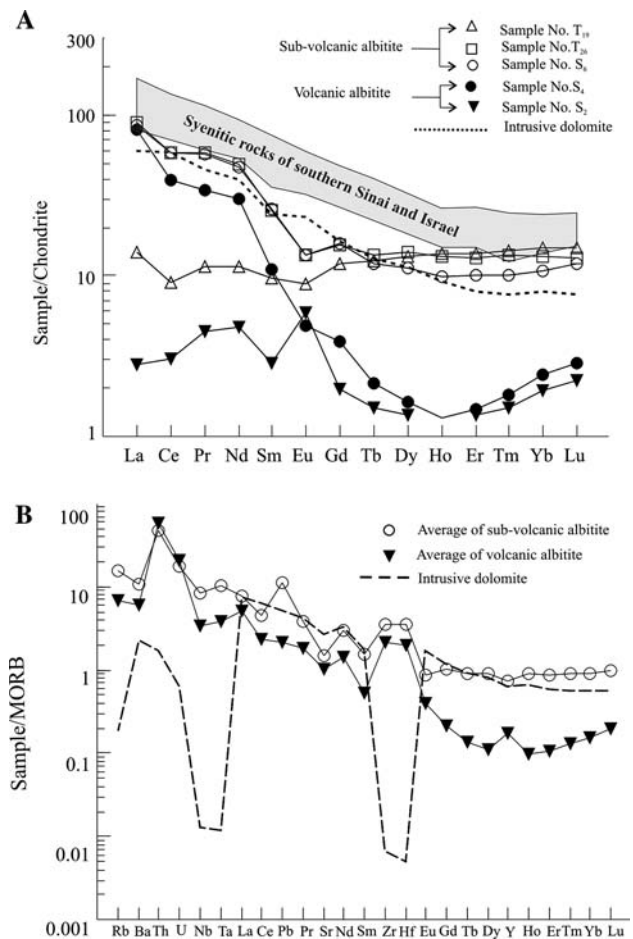 A
300
100
10
1
Sample/Chondrite
Sub-volcanic albitite
Volcanic albitite
Sample No. T19
Sample No.T26
Sample No. S6
Sample No.S4
Sample No. S2
Intrusive dolomite
Syenitic rocks of southern Sinai and Israel
La Ce Pr Nd Sm Eu Gd Tb Dy Ho Er Tm Yb Lu
B
100
10
1
0.1
0.01
0.001
Sample/MORB
Average of sub-volcanic albitite
Average of volcanic albitite
Intrusive dolomite
Rb Ba Th U Nb Ta La Ce Pb Pr Sr Nd Sm Zr Hf Eu Gd Tb Dy Y Ho Er Tm Yb Lu